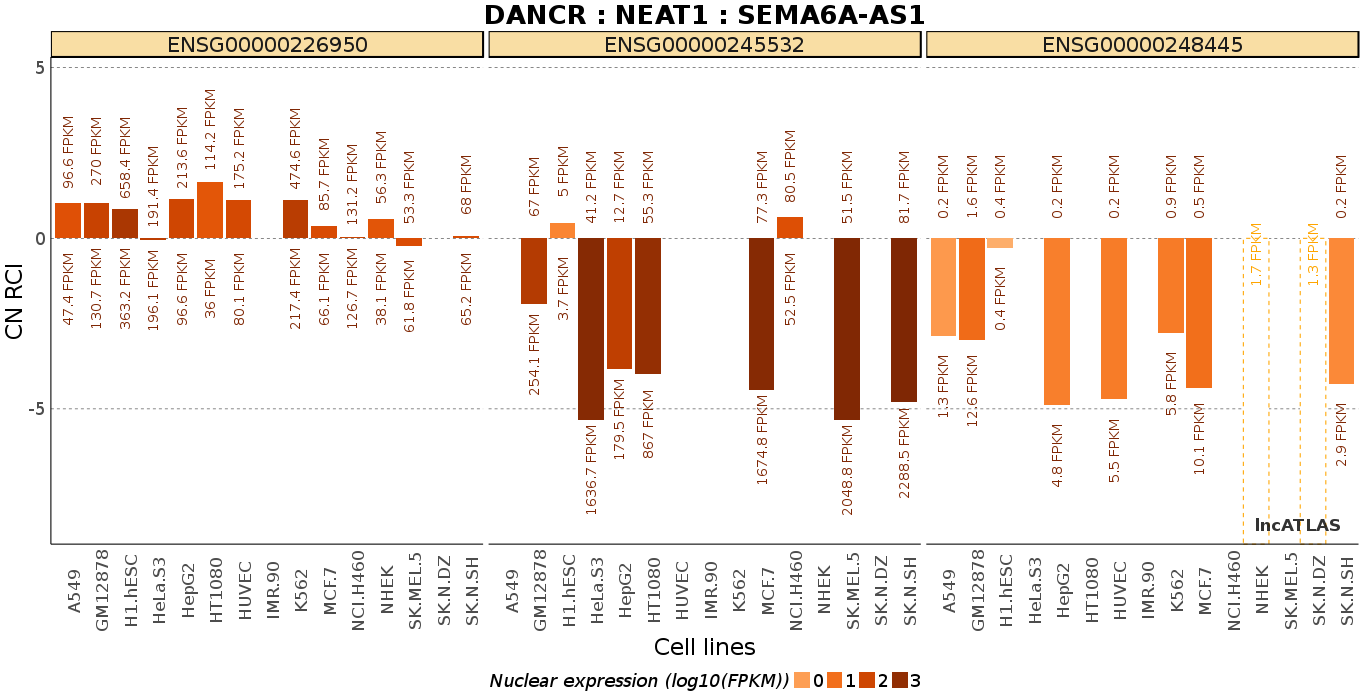 DANCR : NEAT1 : SEMA6A-AS1
ENSG00000226950
ENSG00000245532
ENSG00000248445
CN RCI
5
0
-5
96.6 FPKM
270 FPKM
658.4 FPKM
191.4 FPKM
213.6 FPKM
114.2 FPKM
175.2 FPKM
474.6 FPKM
85.7 FPKM
131.2 FPKM
56.3 FPKM
53.3 FPKM
68 FPKM
47.4 FPKM
130.7 FPKM
363.2 FPKM
196.1 FPKM
96.6 FPKM
36 FPKM
80.1 FPKM
217.4 FPKM
66.1 FPKM
126.7 FPKM
38.1 FPKM
61.8 FPKM
65.2 FPKM
67 FPKM
5 FPKM
41.2 FPKM
12.7 FPKM
55.3 FPKM
77.3 FPKM
80.5 FPKM
51.5 FPKM
81.7 FPKM
254.1 FPKM
3.7 FPKM
1636.7 FPKM
179.5 FPKM
867 FPKM
1674.8 FPKM
52.5 FPKM
2048.8 FPKM
2288.5 FPKM
0.2 FPKM
1.6 FPKM
0.4 FPKM
0.2 FPKM
0.2 FPKM
0.9 FPKM
0.5 FPKM
1.7 FPKM
1.3 FPKM
0.2 FPKM
1.3 FPKM
12.6 FPKM
0.4 FPKM
4.8 FPKM
5.5 FPKM
5.8 FPKM
10.1 FPKM
2.9 FPKM
lncATLAS
A549
GM12878
H1.hESC
HeLa.S3
HepG2
HT1080
HUVEC
IMR.90
K562
MCF.7
NCI.H460
NHEK
SK.MEL.5
SK.N.DZ
SK.N.SH
A549
GM12878
H1.hESC
HeLa.S3
HepG2
HT1080
HUVEC
IMR.90
K562
MCF.7
NCI.H460
NHEK
SK.MEL.5
SK.N.DZ
SK.N.SH
A549
GM12878
H1.hESC
HeLa.S3
HepG2
HT1080
HUVEC
IMR.90
K562
MCF.7
NCI.H460
NHEK
SK.MEL.5
SK.N.DZ
SK.N.SH
Cell lines
Nuclear expression (log10(FPKM)) 0 1 2 3